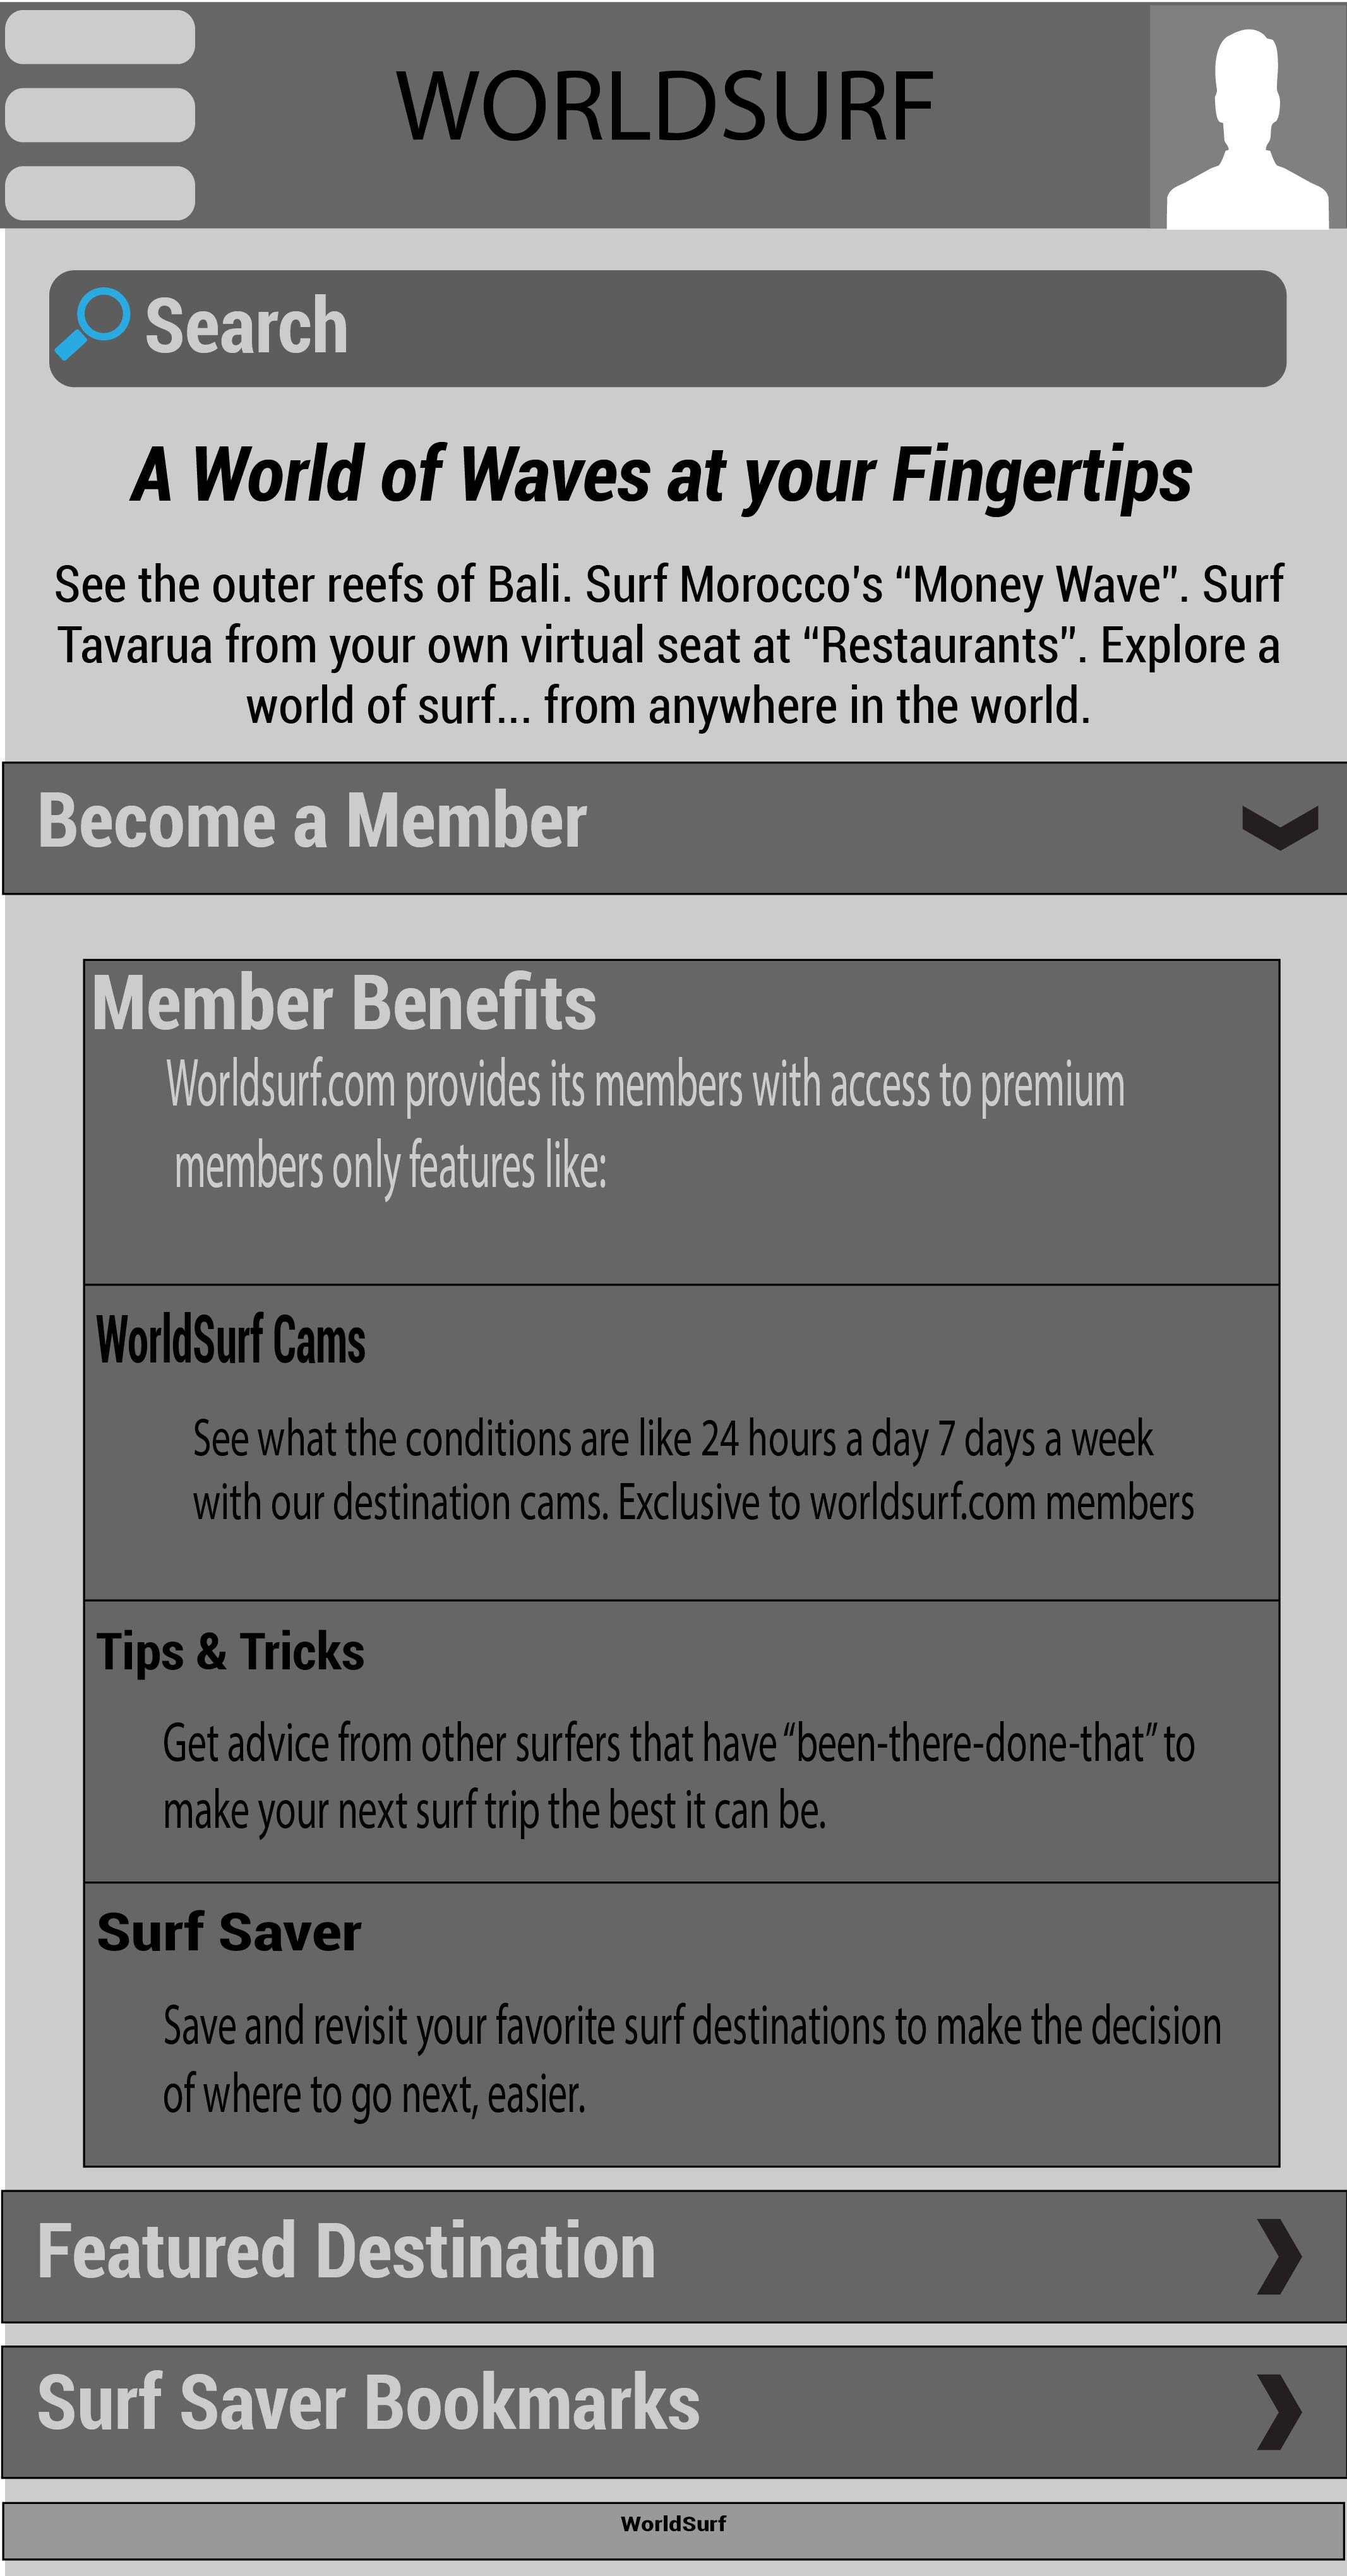 WORLDSURF
Search
A World of Waves at your Fingertips
See the outer reefs of Bali. Surf Morocco's “Money Wave”. Surf
Tavarua from your own virtual seat at “Restaurants”. Explore a
world of surf... from anywhere in the world.
Become a Member
Member Benefits
Worldsurf.com provides its members with access to premium
members only features like:
WorldSurf Cams
See what the conditions are like 24 hours a day 7 days a week
with our destination cams. Exclusive to worldsurf.com members
Tips & Tricks
Get advice from other surfers that have “been-there-done-that” to
make your next surf trip the best it can be.
Surf Saver
Save and revisit your favorite surf destinations to make the decision
of where to go next, easier.
Featured Destination
Surf Saver Bookmarks
WorldSurf